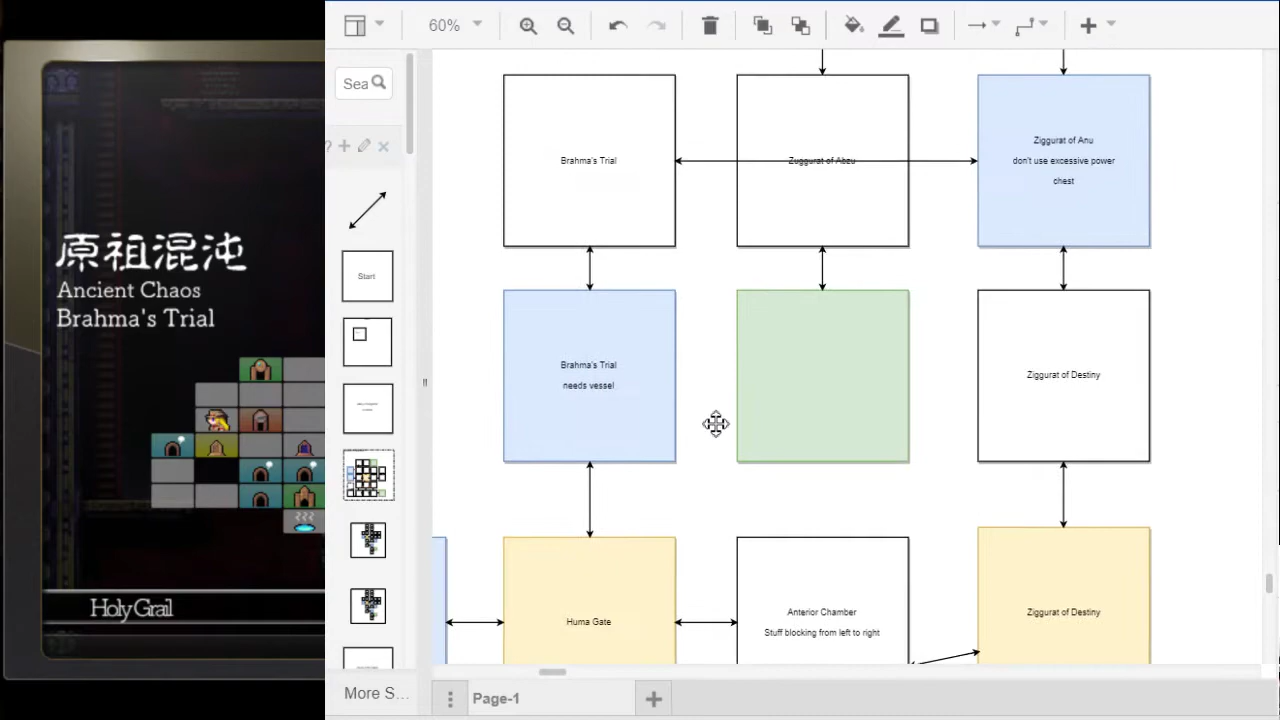 60%
Sea
原祖混沌
Ancient Chaos
Brahma's Trial
Holy Grail
Start
More S...
Page-1
Brahma's Trial
Zuggurat of Abzu
Ziggurat of Anu
don't use excessive power
chest
Brahma's Trial
needs vessel
Ziggurat of Destiny
Huma Gate
Anterior Chamber
Stuff blocking from left to right
Ziggurat of Destiny